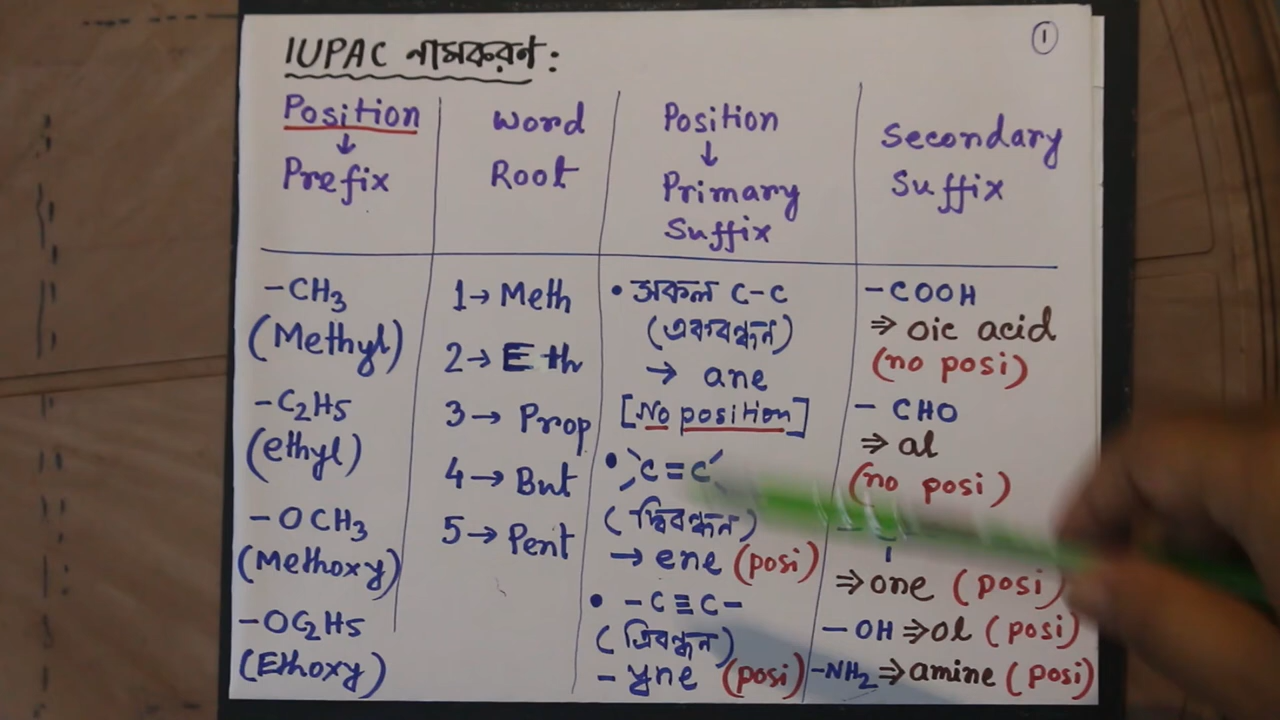 IUPAC নামকরণ:
1
Position
↓
Prefix
-CH3
(Methyl)
-C2H5
(ethyl)
-OCH3
(Methoxy)
-OC2H5
(Ethoxy)
Word
Root
1→ Meth
2→ Eth
3→ Prop
4→ But
5→ Pent
Position
↓
Primary
Suffix
• সকল C-C
(একবন্ধন)
→ ane
[No position]
• C=C
(দ্বিবন্ধন)
→ ene (posi)
• -C≡C-
(ত্রিবন্ধন)
- yne (posi)
Secondary
Suffix
-COOH
⇒ oic acid
(no posi)
- CHO
⇒ al
(no posi)
⇒ one (posi)
-OH ⇒ ol (posi)
-NH2 ⇒ amine (posi)